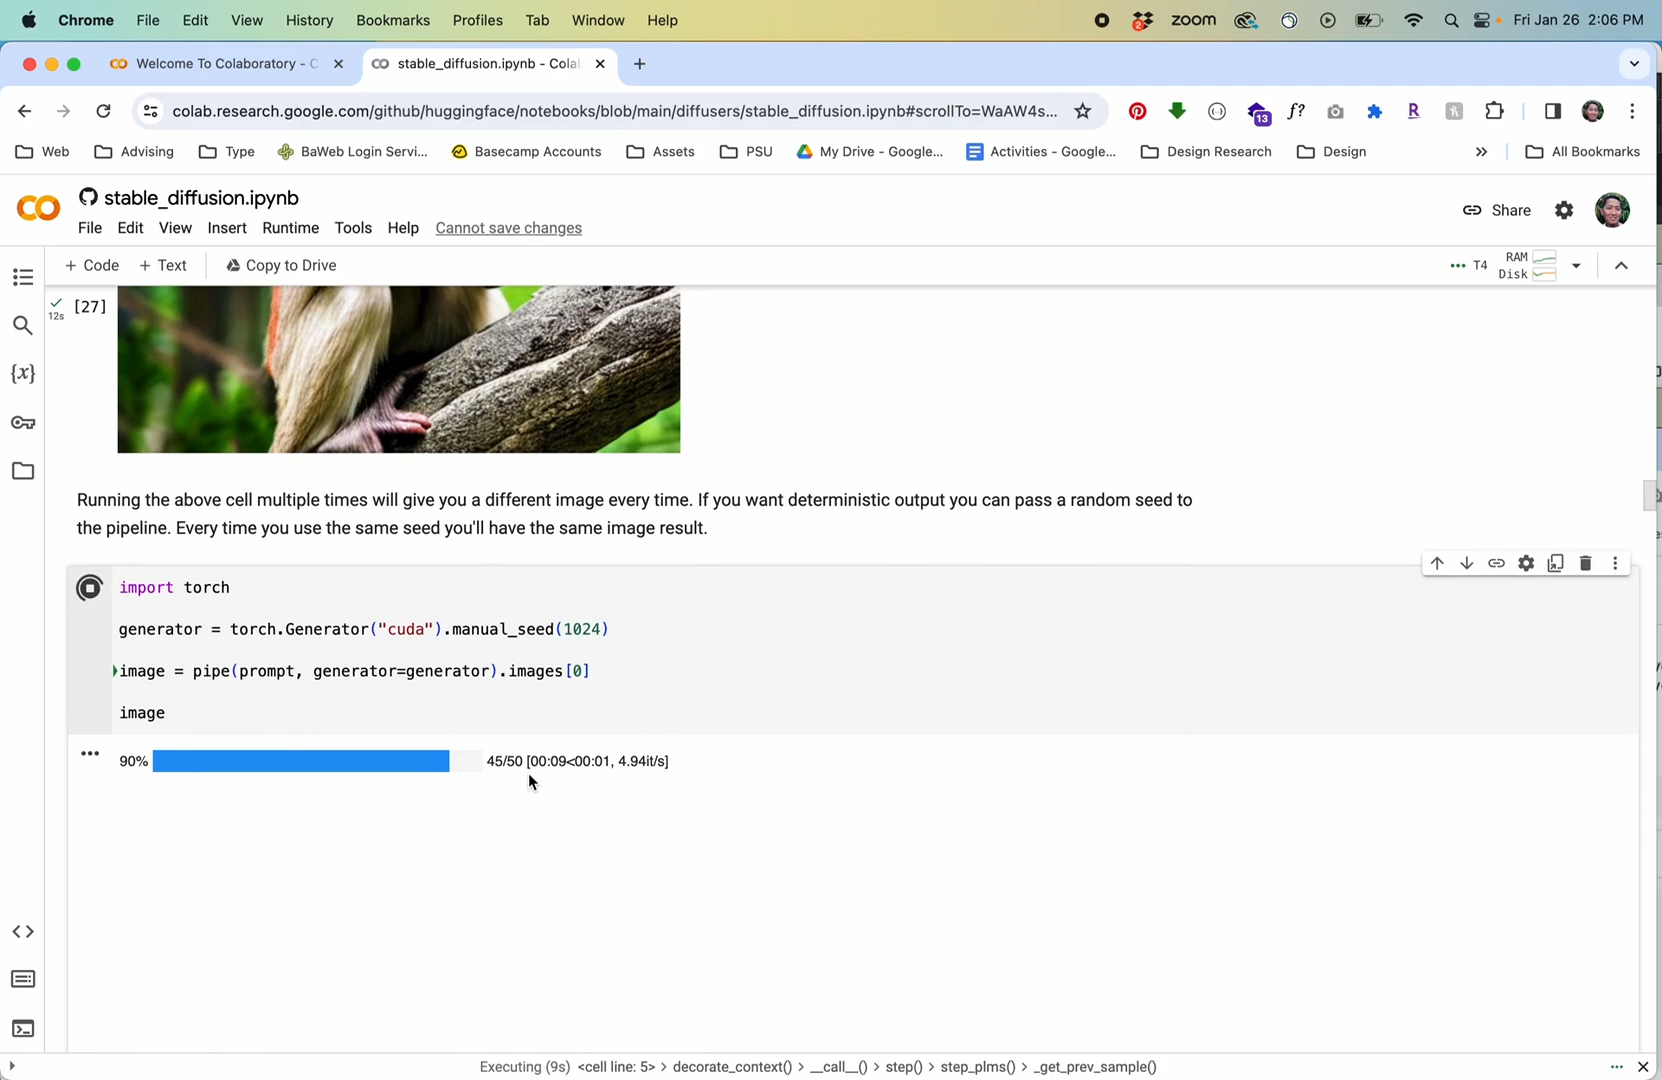 Chrome File Edit View History Bookmarks Profiles Tab Window Help 2 zoom Fri Jan 26 2:06 PM
Welcome To Colaboratory - C stable_diffusion.ipynb - Cola
colab.research.google.com/github/huggingface/notebooks/blob/main/diffusers/stable_diffusion.ipynb#scrollTo=WaAW4s... 13 f? R
Web Advising Type BaWeb Login Servi... Basecamp Accounts Assets PSU My Drive - Google... Activities - Google... Design Research Design » All Bookmarks
stable_diffusion.ipynb
Share
File Edit View Insert Runtime Tools Help Cannot save changes
+ Code + Text Copy to Drive T4 RAM
Disk
[27]
12s
{x}
Running the above cell multiple times will give you a different image every time. If you want deterministic output you can pass a random seed to
the pipeline. Every time you use the same seed you'll have the same image result.
import torch
generator = torch.Generator("cuda").manual_seed(1024)
image = pipe(prompt, generator=generator).images[0]
image
90% 45/50 [00:09<00:01, 4.94it/s]
Executing (9s) <cell line: 5> > decorate_context() > __call__() > step() > step_plms() > _get_prev_sample()